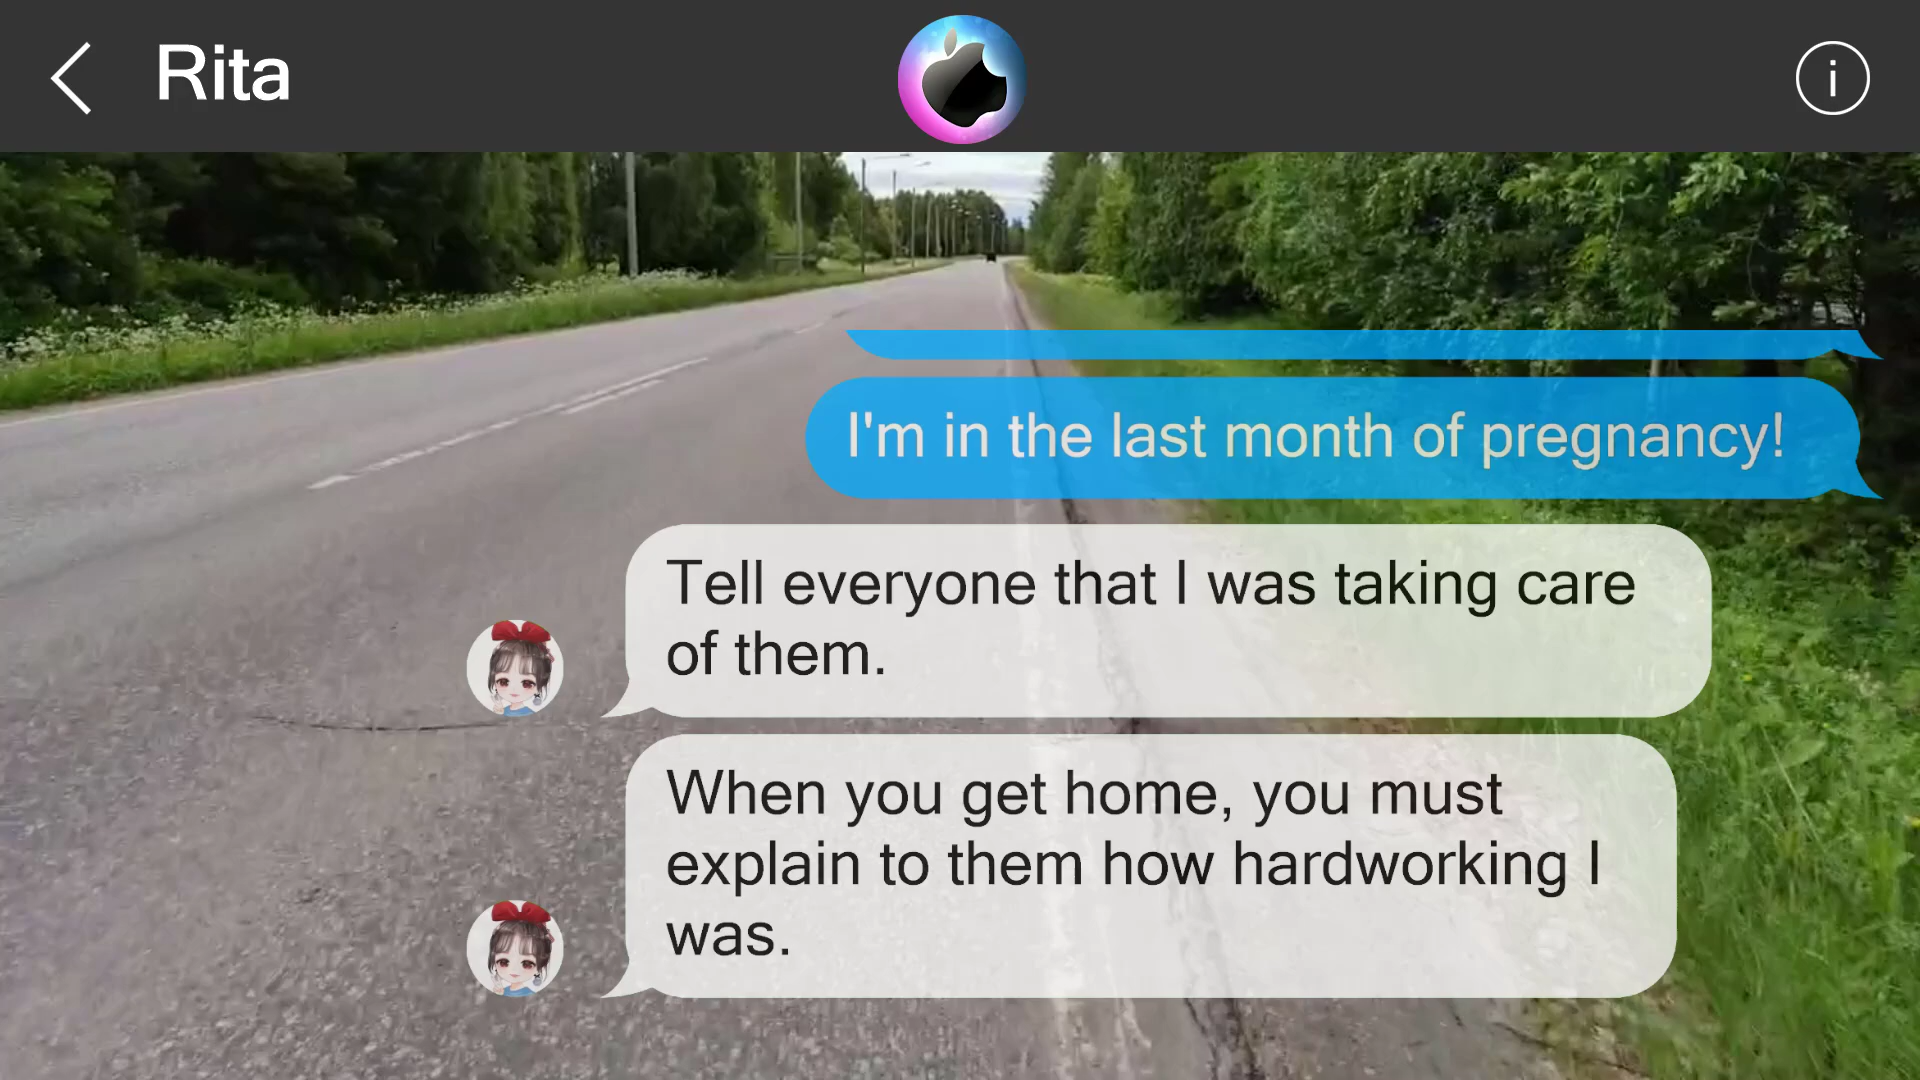 Rita
I'm in the last month of pregnancy!
Tell everyone that I was taking care
of them.
When you get home, you must
explain to them how hardworking I
was.